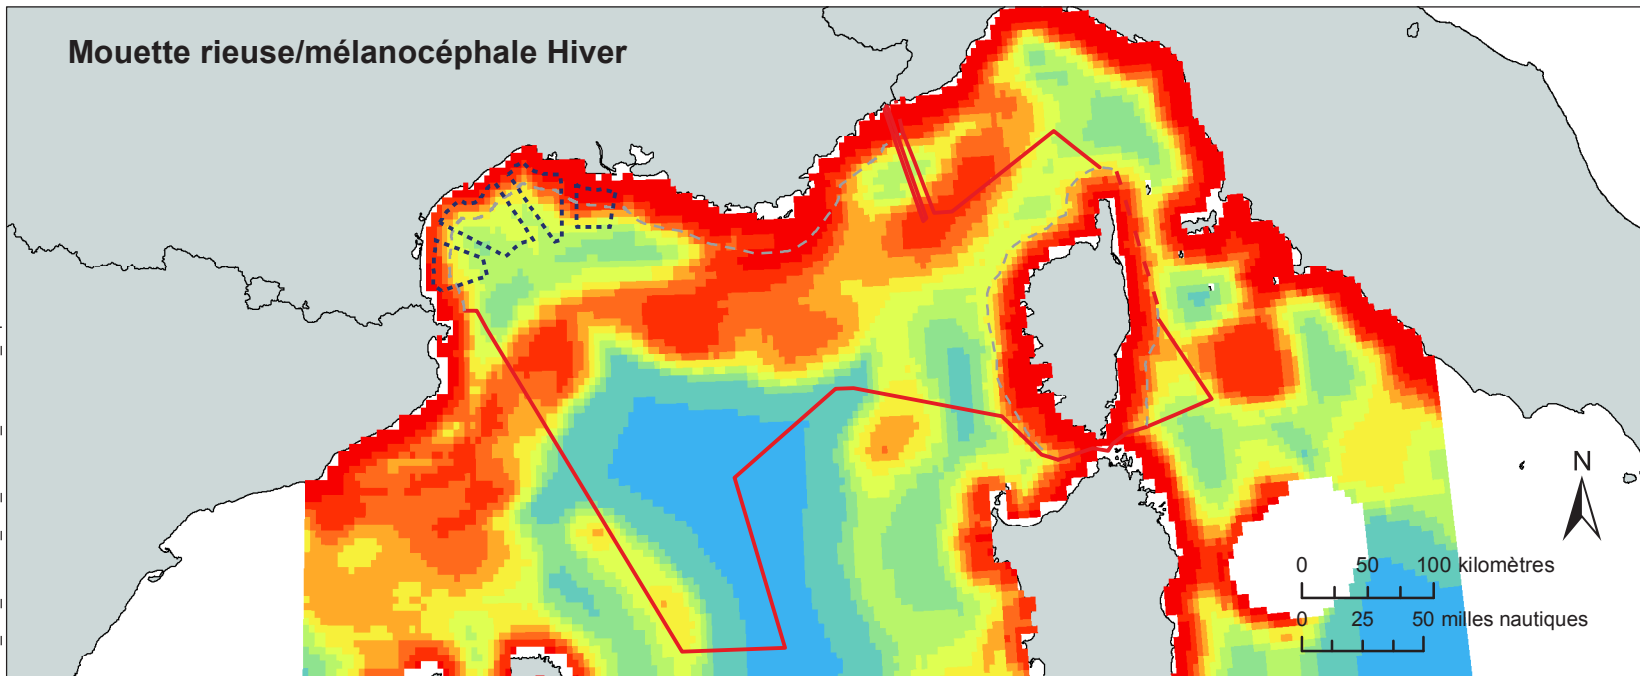 Mouette rieuse/mélanocéphale Hiver
N
0 50 100 kilomètres
0 25 50 milles nautiques